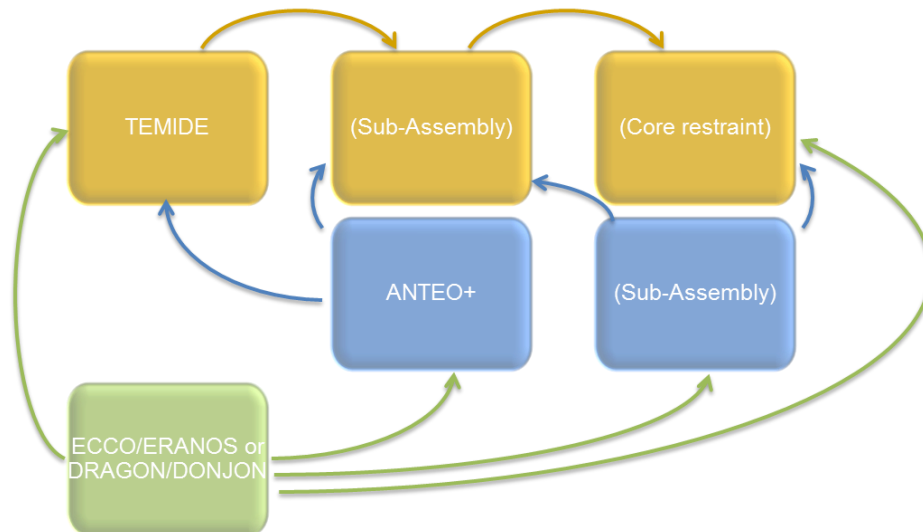 TEMIDE
(Sub-Assembly)
(Core restraint)
ANTEO+
(Sub-Assembly)
ECCO/ERANOS or
DRAGON/DONJON